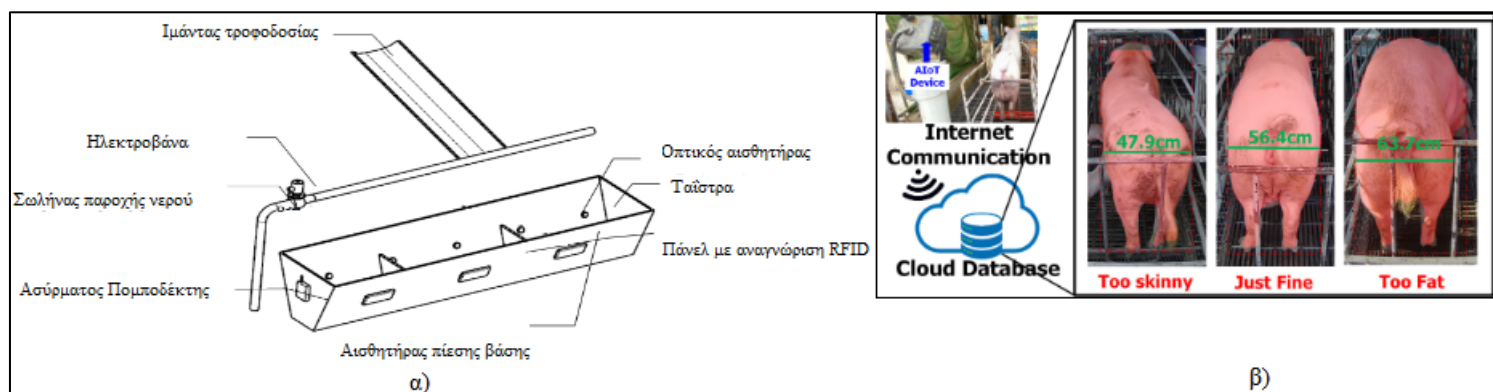 Ιμάντας τροφοδοσίας
Ηλεκτροβάνα
Σωλήνας παροχής νερού
Ασύρματος Πομποδέκτης
Οπτικός αισθητήρας
Ταΐστρα
Πάνελ με αναγνώριση RFID
Αισθητήρας πίεσης βάσης
α)
AIoT
Device
Internet
Communication
Cloud Database
47.9cm
56.4cm
63.7cm
Too skinny
Just Fine
Too Fat
β)